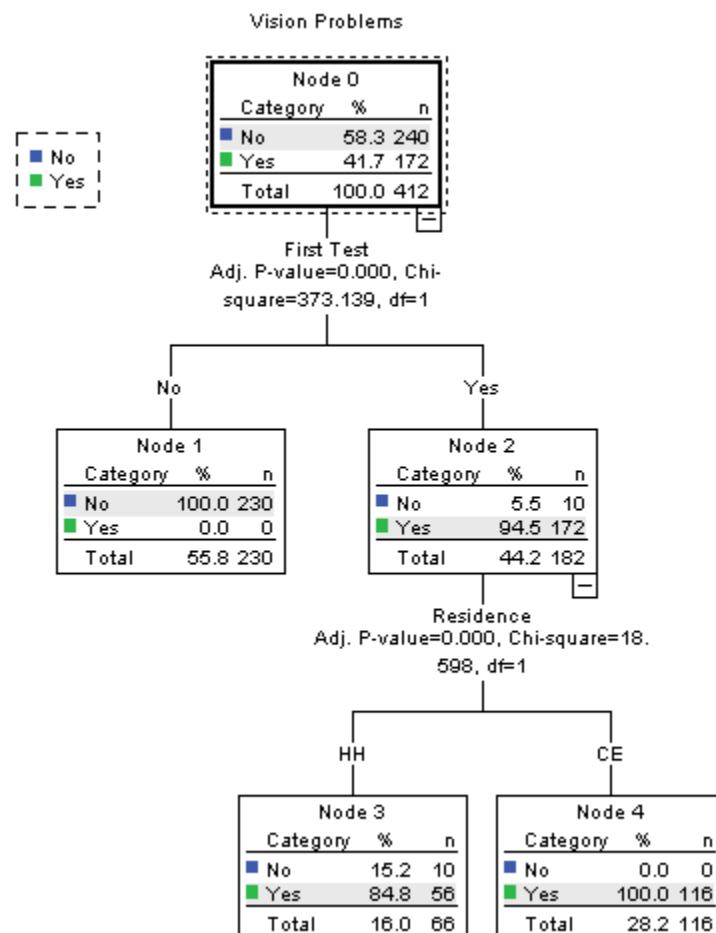 Vision Problems
No
Yes
Node 0
Category % n
No 58.3 240
Yes 41.7 172
Total 100.0 412
First Test
Adj. P-value=0.000, Chi-
square=373.139, df=1
No
Yes
Node 1
Category % n
No 100.0 230
Yes 0.0 0
Total 55.8 230
Node 2
Category % n
No 5.5 10
Yes 94.5 172
Total 44.2 182
Residence
Adj. P-value=0.000, Chi-square=18.
598, df=1
HH
CE
Node 3
Category % n
No 15.2 10
Yes 84.8 56
Total 16.0 66
Node 4
Category % n
No 0.0 0
Yes 100.0 116
Total 28.2 116